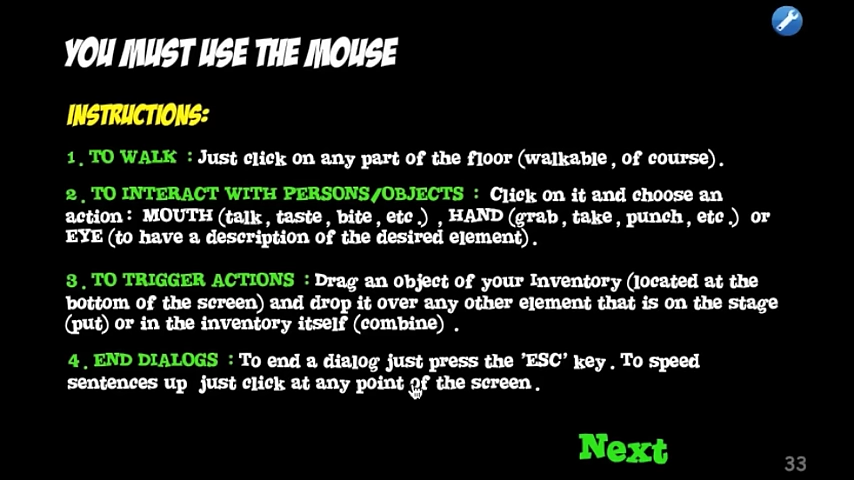 YOU MUST USE THE MOUSE
INSTRUCTIONS:
1. TO WALK : Just click on any part of the floor (walkable, of course).
2. TO INTERACT WITH PERSONS/OBJECTS : Click on it and choose an
action: MOUTH (talk, taste, bite, etc.) , HAND (grab, take, punch, etc.) or
EYE (to have a description of the desired element).
3. TO TRIGGER ACTIONS : Drag an object of your Inventory (located at the
bottom of the screen) and drop it over any other element that is on the stage
(put) or in the inventory itself (combine) .
4. END DIALOGS : To end a dialog just press the 'ESC' key. To speed
sentences up just click at any point of the screen.
Next
33